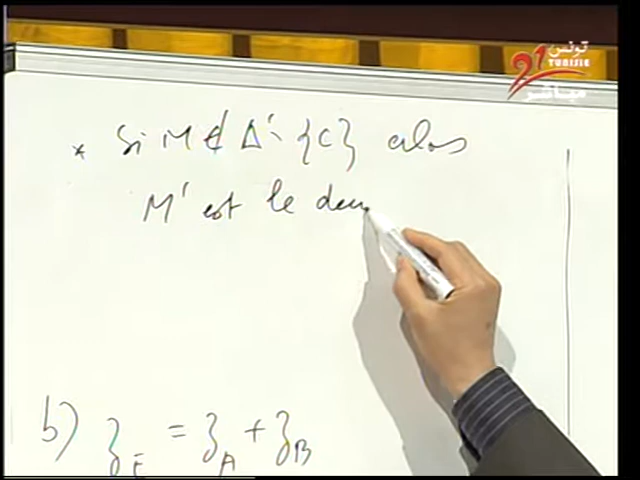 تونس
21
TUNISIE
مباشر
* Si M ∉ Δ' \ {C} alors
M' est le deu
b) z_E = z_A + z_B